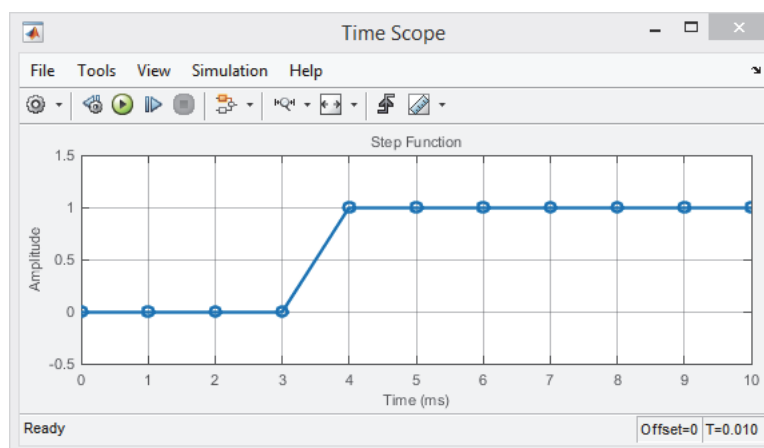 Time Scope
File Tools View Simulation Help
Step Function
1.5
1
0.5
0
-0.5
Amplitude
0 1 2 3 4 5 6 7 8 9 10
Time (ms)
Ready Offset=0 T=0.010